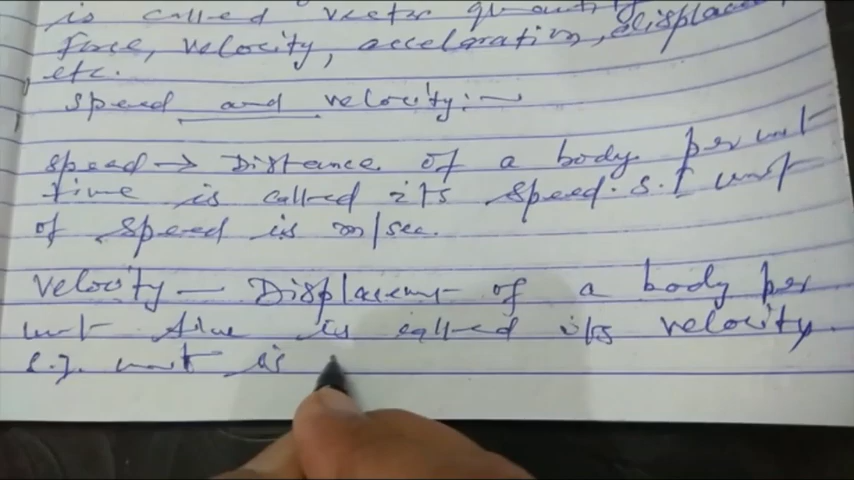 is called vector quantity
force, velocity, acceleration, displace
etc.
speed and velocity:-
speed → Distance of a body per unit
time is called its speed. S.I unit
of speed is m/sec.
velocity - Displacement of a body per
unit time is called its velocity.
S.I. unit is